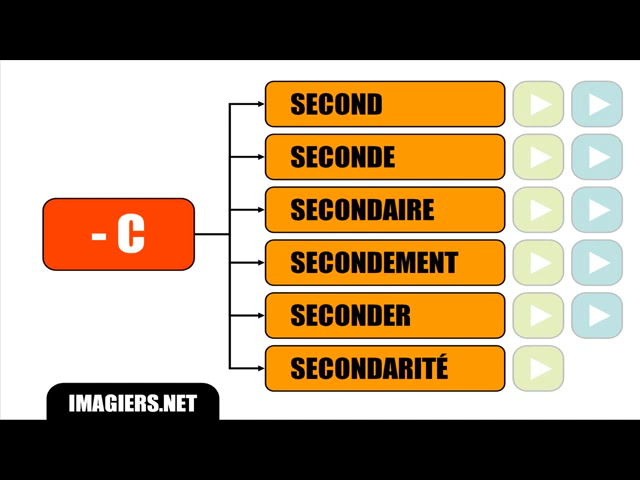 - C
SECOND
SECONDE
SECONDAIRE
SECONDEMENT
SECONDER
SECONDARITÉ
IMAGIERS.NET